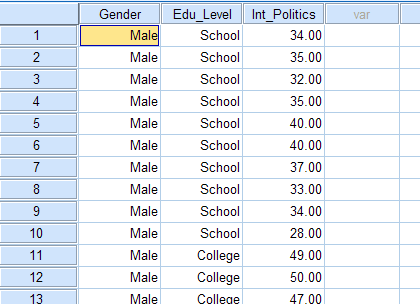 Gender Edu_Level Int_Politics var
1 Male School 34.00
2 Male School 35.00
3 Male School 32.00
4 Male School 35.00
5 Male School 40.00
6 Male School 40.00
7 Male School 37.00
8 Male School 33.00
9 Male School 34.00
10 Male School 28.00
11 Male College 49.00
12 Male College 50.00
13 Male College 47.00